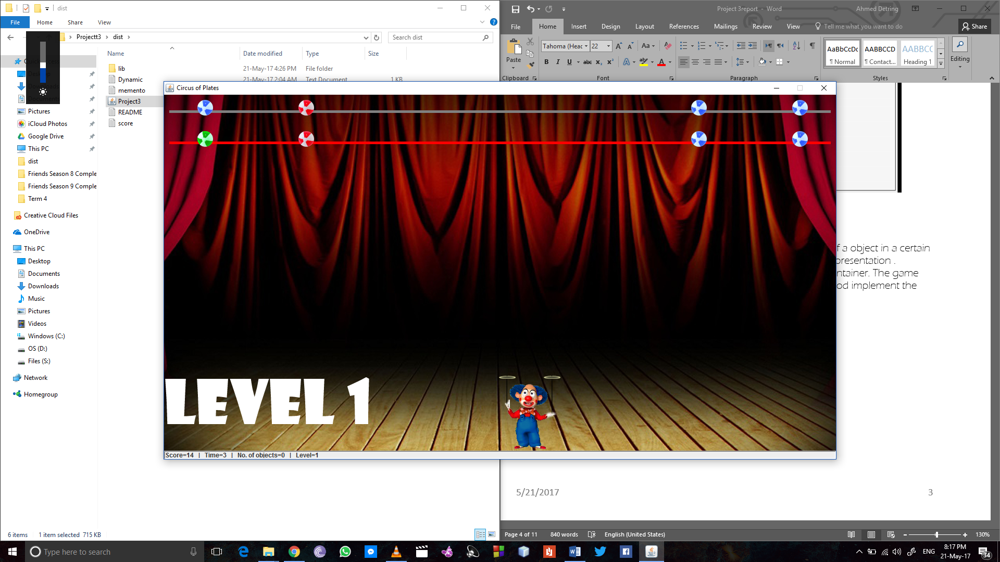 dist
File
Home
Share
View
Projectt3
dist
Search dist
Name
Date modified
Type
Size
Desktop
Downloads
Documents
Pictures
iCloud Photos
Google Drive
This PC
dist
Friends Season 8 Comple
Friends Season 9 Comple
Term 4
Creative Cloud Files
OneDrive
This PC
Desktop
Documents
Downloads
Music
Pictures
Videos
Windows (C:)
OS (D:)
Files (S:)
Network
Homegroup
lib
21-May-17 4:26 PM
File folder
Dynamic
21-May-17 2:04 AM
Text Document
1 KB
memento
Project3
README
score
6 items
1 item selected 715 KB
Project 3report - Word
Ahmed Detring
File
Home
Insert
Design
Layout
References
Mailings
Review
View
Tell me what you want to do
Share
Paste
Clipboard
Tahoma (Heac
22
Font
Paragraph
AaBbCcDc
¶ Normal
AABBCCD
¶ Contact...
AABBCC
Heading 1
Styles
Editing
f a object in a certain
presentation .
ntainer. The game
od implement the
5/21/2017
3
Page 4 of 11
840 words
English (United States)
130%
Circus of Plates
LEVEL 1
Score=14 | Time=3 | No. of objects=0 | Level=1
Type here to search
ENG
8:17 PM
21-May-17
34